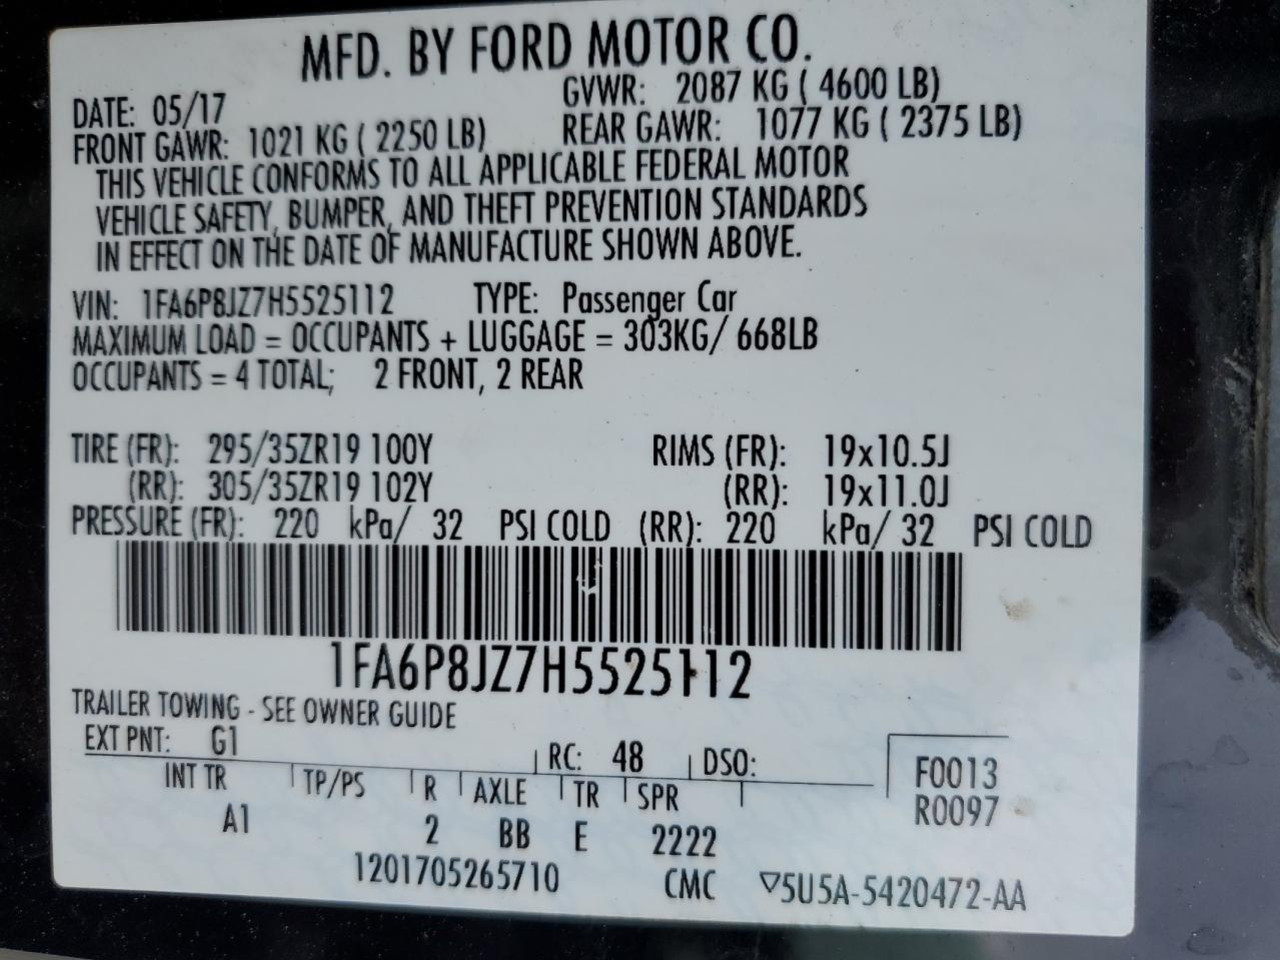 MFD. BY FORD MOTOR CO.
DATE: 05/17 GVWR: 2087 KG ( 4600 LB)
FRONT GAWR: 1021 KG ( 2250 LB) REAR GAWR: 1077 KG ( 2375 LB)
THIS VEHICLE CONFORMS TO ALL APPLICABLE FEDERAL MOTOR
VEHICLE SAFETY, BUMPER, AND THEFT PREVENTION STANDARDS
IN EFFECT ON THE DATE OF MANUFACTURE SHOWN ABOVE.
VIN: 1FA6P8JZ7H5525112 TYPE: Passenger Car
MAXIMUM LOAD = OCCUPANTS + LUGGAGE = 303KG/ 668LB
OCCUPANTS = 4 TOTAL; 2 FRONT, 2 REAR
TIRE (FR): 295/35ZR19 100Y RIMS (FR): 19x10.5J
(RR): 305/35ZR19 102Y (RR): 19x11.0J
PRESSURE (FR): 220 kPa/ 32 PSI COLD (RR): 220 kPa/ 32 PSI COLD
1FA6P8JZ7H5525112
TRAILER TOWING - SEE OWNER GUIDE
EXT PNT: G1 RC: 48 DSO:
INT TR TP/PS R AXLE TR SPR F0013
A1 2 BB E 2222 R0097
1201705265710 CMC ▽5U5A-5420472-AA